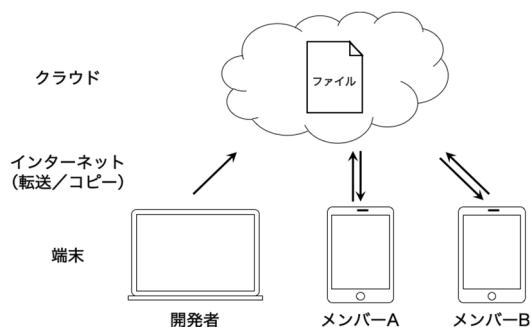 クラウド
ファイル
インターネット
（転送／コピー）
端末
開発者
メンバーA
メンバーB